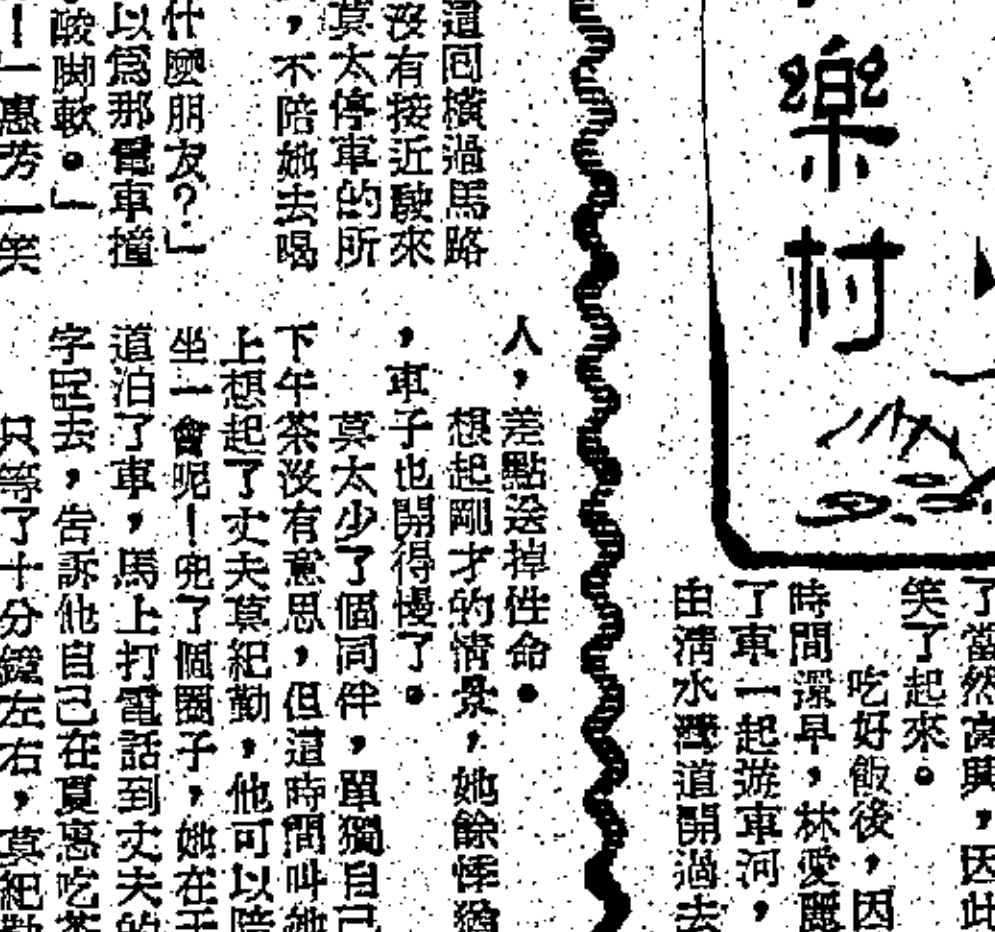 樂村
了當然高興，因此
笑了起來。
吃好飯後，因
時間還早，林愛麗
了車一起遊車河，
由淸水灣道開過去
這囘橫過馬路
沒有接近駛來
莫太停車的所
，不陪她去喝
什麼朋友？」
以爲那電車撞
酸脚軟。」
！」惠芳一笑
人，差點送掉性命。
想起剛才的情景，她餘悸猶
，車子也開得慢了。
莫太少了個同伴，單獨自己
下午茶沒有意思，但這時間叫她
上想起了丈夫莫紀勤，他可以陪
坐一會呢！兜了個圈子，她在干
道泊了車，馬上打電話到丈夫的
字去，告訴他自己在夏惠吃茶
只等了十分鐘左右，莫紀勤